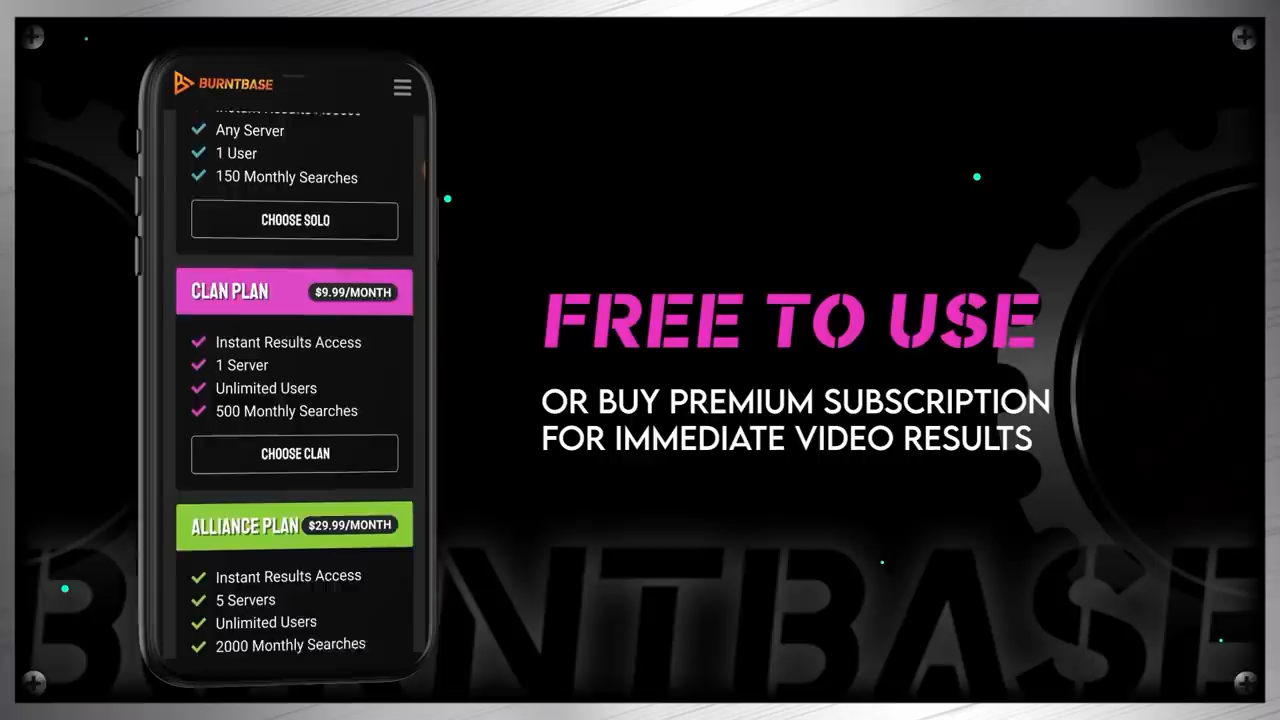 BURNTBASE
Any Server
1 User
150 Monthly Searches
CHOOSE SOLO
CLAN PLAN $9.99/MONTH
Instant Results Access
1 Server
Unlimited Users
500 Monthly Searches
CHOOSE CLAN
ALLIANCE PLAN $29.99/MONTH
Instant Results Access
5 Servers
Unlimited Users
2000 Monthly Searches
FREE TO USE
OR BUY PREMIUM SUBSCRIPTION
FOR IMMEDIATE VIDEO RESULTS
BURNTBASE